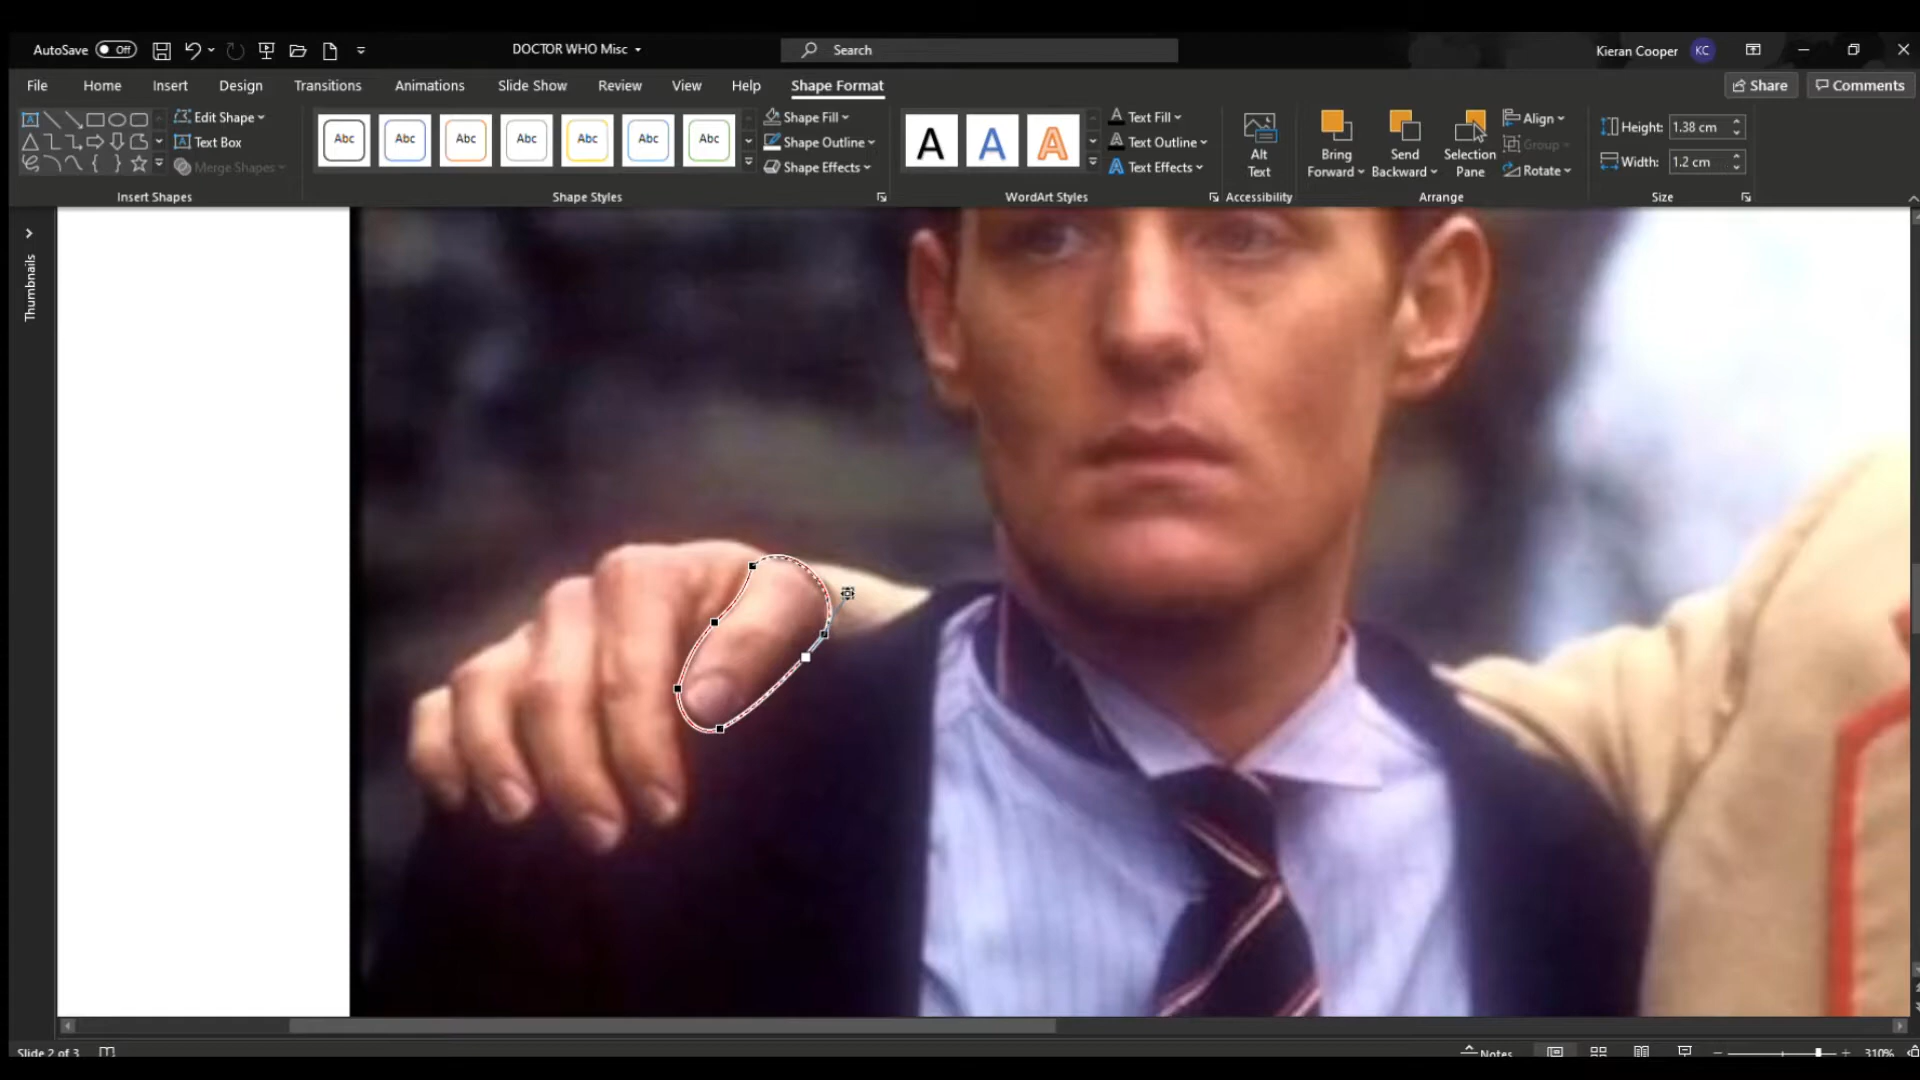 AutoSave Off DOCTOR WHO Misc Search Kieran Cooper KC
File Home Insert Design Transitions Animations Slide Show Review View Help Shape Format Share Comments
Edit Shape
Text Box
Merge Shapes
Insert Shapes
Abc Abc Abc Abc Abc Abc Abc
Shape Fill
Shape Outline
Shape Effects
Shape Styles
A A A
Text Fill
Text Outline
Text Effects
WordArt Styles
Alt
Text
Accessibility
Bring
Forward
Send
Backward
Selection
Pane
Align
Group
Rotate
Arrange
Height: 1.38 cm
Width: 1.2 cm
Size
Thumbnails
Slide 2 of 3
Notes
310%